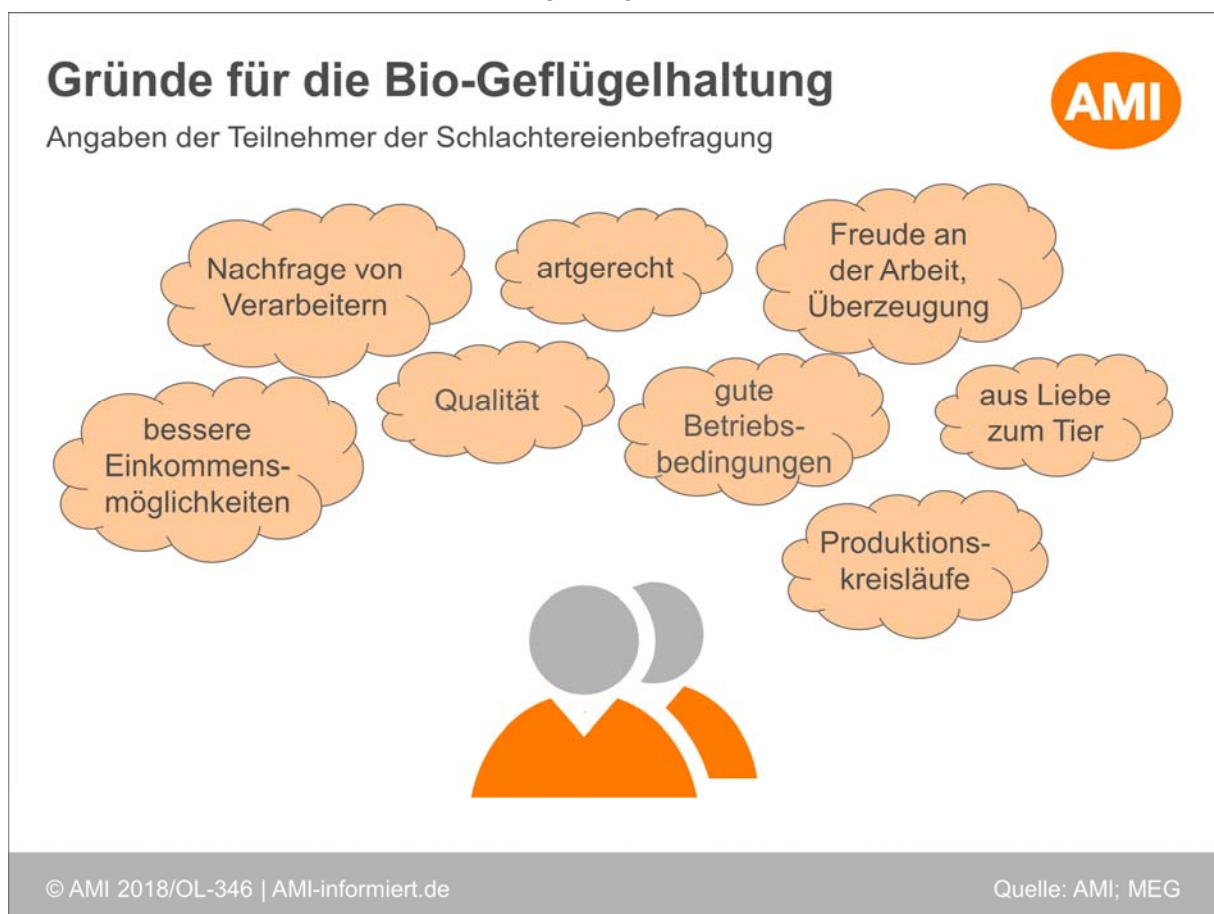 Gründe für die Bio-Geflügelhaltung
AMI
Angaben der Teilnehmer der Schlachtereienbefragung
Nachfrage von
Verarbeitern
artgerecht
Freude an
der Arbeit,
Überzeugung
bessere
Einkommens-
möglichkeiten
Qualität
gute
Betriebs-
bedingungen
aus Liebe
zum Tier
Produktions-
kreisläufe
© AMI 2018/OL-346 | AMI-informiert.de
Quelle: AMI; MEG